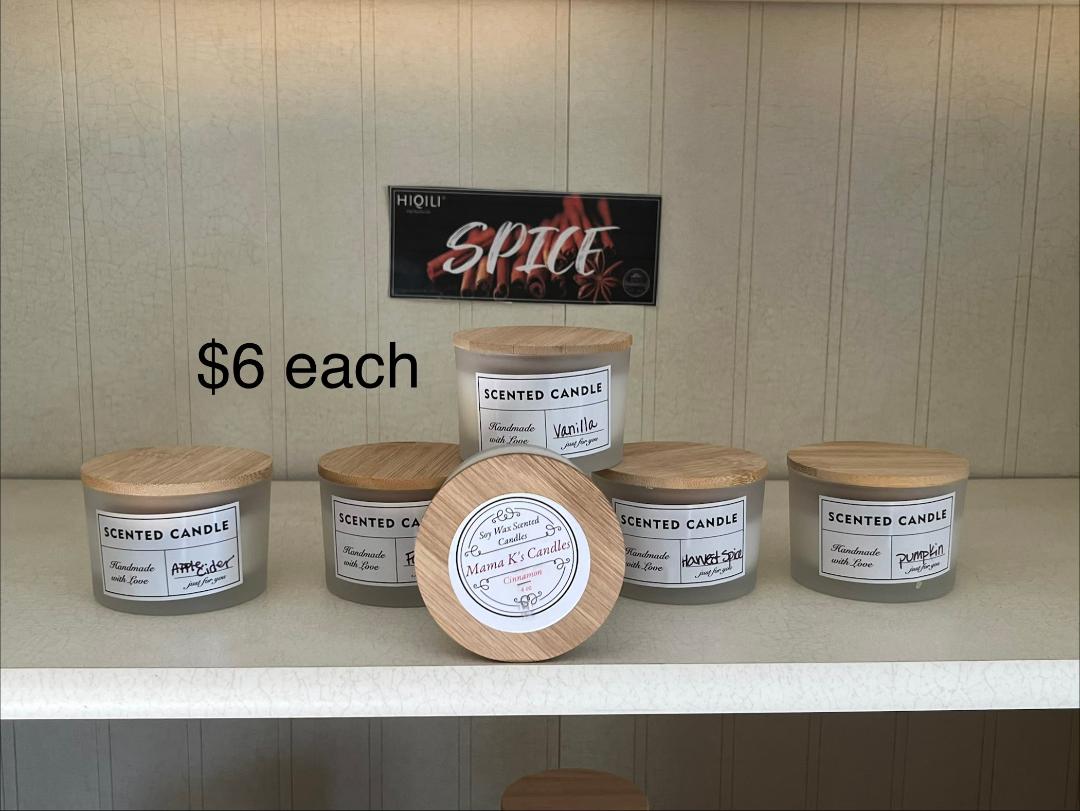 HIQILI
SPICE
$6 each
SCENTED CANDLE
Handmade
with Love
Vanilla
just for you
SCENTED CANDLE
Handmade
with Love
Apple Cider
just for you
SCENTED CA
Handmade
with Love
Soy Wax Scented
Candles
Mama K's Candles
Cinnamon
4 oz
SCENTED CANDLE
Handmade
with Love
Harvest Spice
just for you
SCENTED CANDLE
Handmade
with Love
pumpkin
just for you